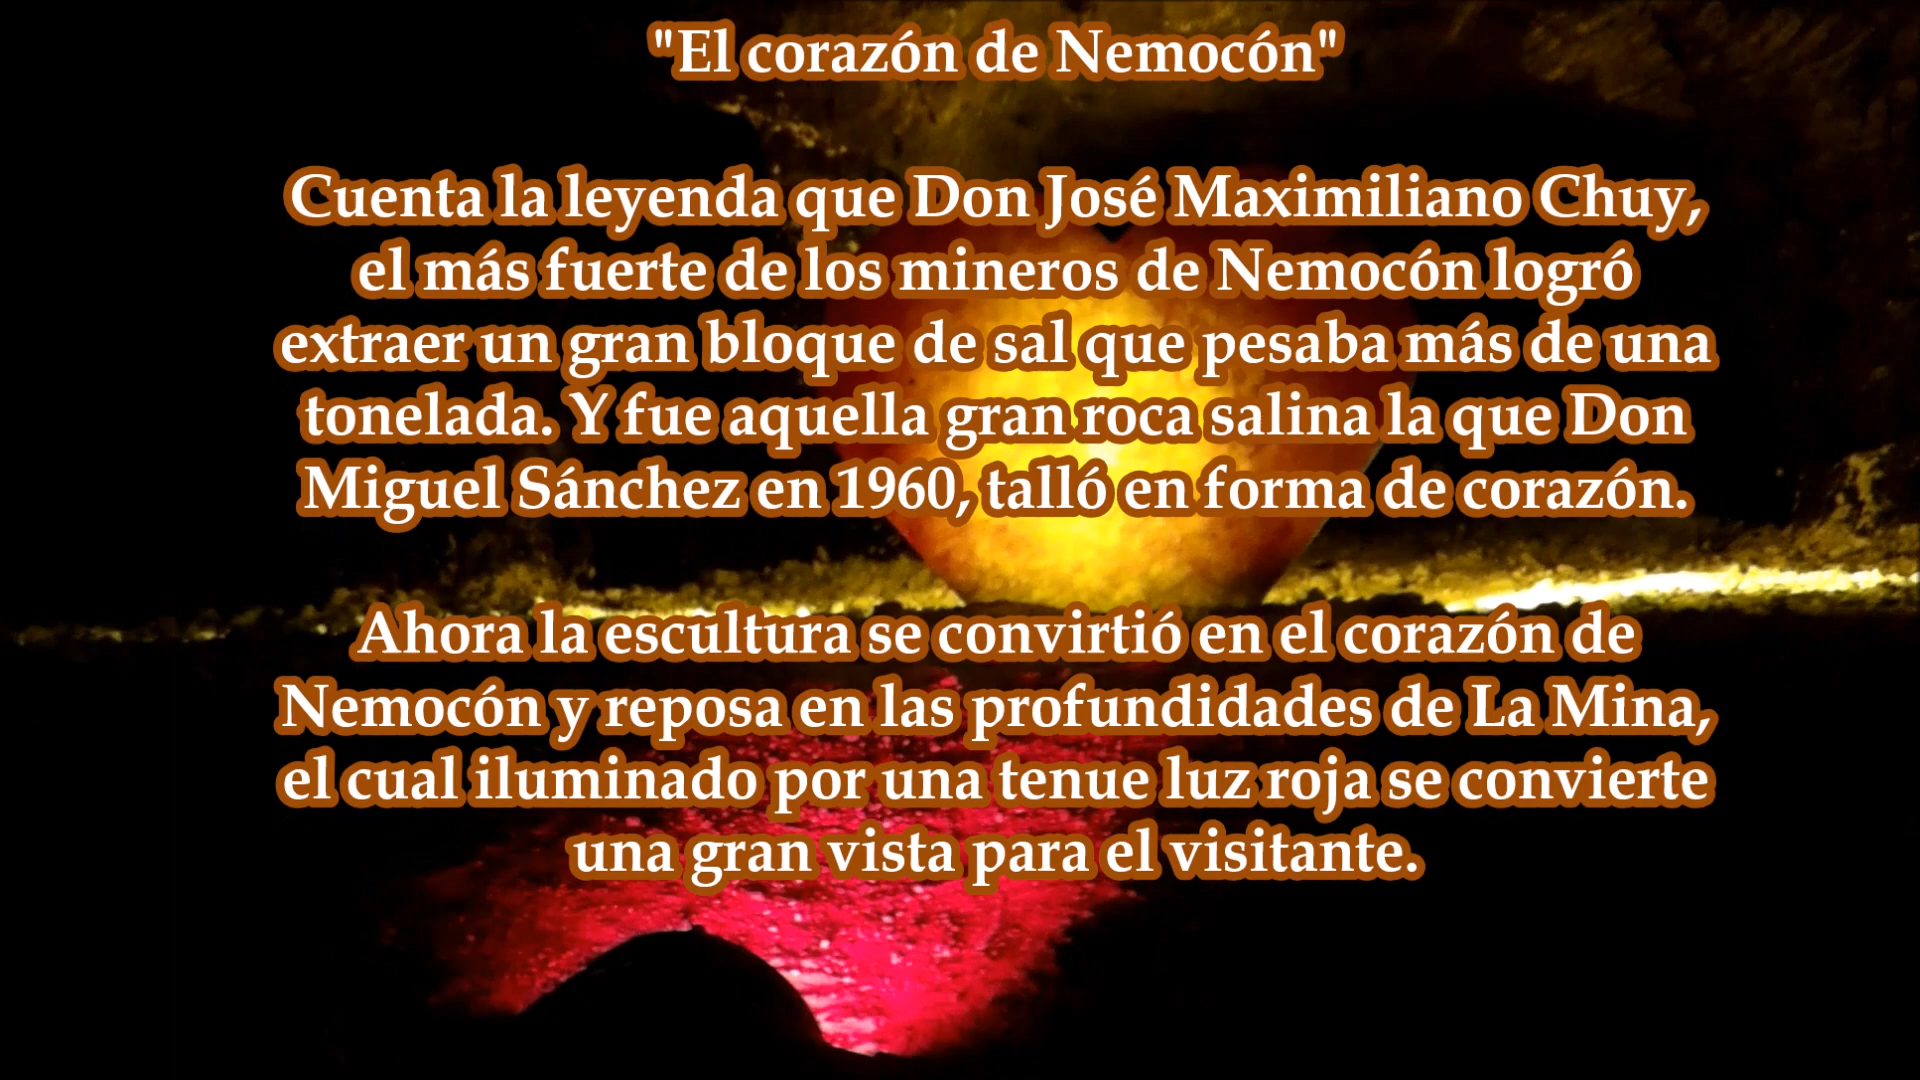 "El corazón de Nemocón"
Cuenta la leyenda que Don José Maximiliano Chuy,
el más fuerte de los mineros de Nemocón logró
extraer un gran bloque de sal que pesaba más de una
tonelada. Y fue aquella gran roca salina la que Don
Miguel Sánchez en 1960, talló en forma de corazón.
Ahora la escultura se convirtió en el corazón de
Nemocón y reposa en las profundidades de La Mina,
el cual iluminado por una tenue luz roja se convierte
una gran vista para el visitante.